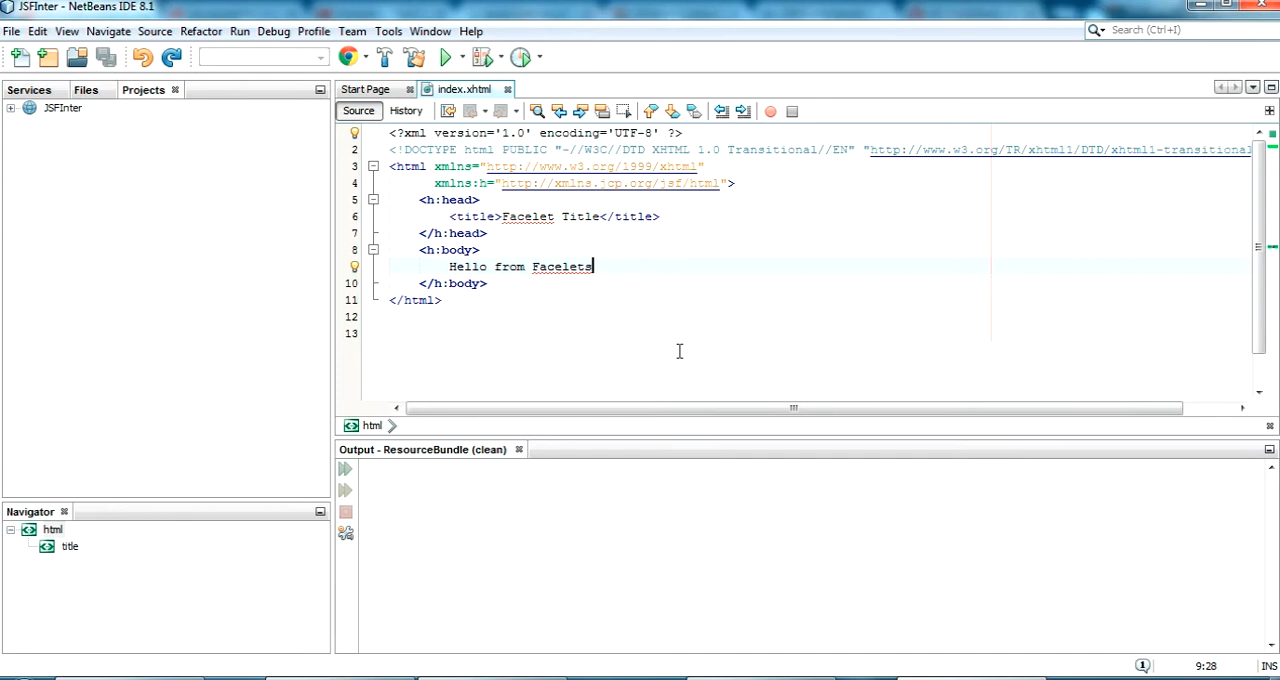 JSFInter - NetBeans IDE 8.1
File Edit View Navigate Source Refactor Run Debug Profile Team Tools Window Help
Search (Ctrl+I)
Services Files Projects
Start Page index.xhtml
JSFInter
Source History
1 <?xml version='1.0' encoding='UTF-8' ?>
2 <!DOCTYPE html PUBLIC "-//W3C//DTD XHTML 1.0 Transitional//EN" "http://www.w3.org/TR/xhtml1/DTD/xhtml1-transitional
3 <html xmlns="http://www.w3.org/1999/xhtml"
4 xmlns:h="http://xmlns.jcp.org/jsf/html">
5 <h:head>
6 <title>Facelet Title</title>
7 </h:head>
8 <h:body>
Hello from Facelets
10 </h:body>
11 </html>
12
13
html
Output - ResourceBundle (clean)
Navigator
html
title
1
9:28 INS